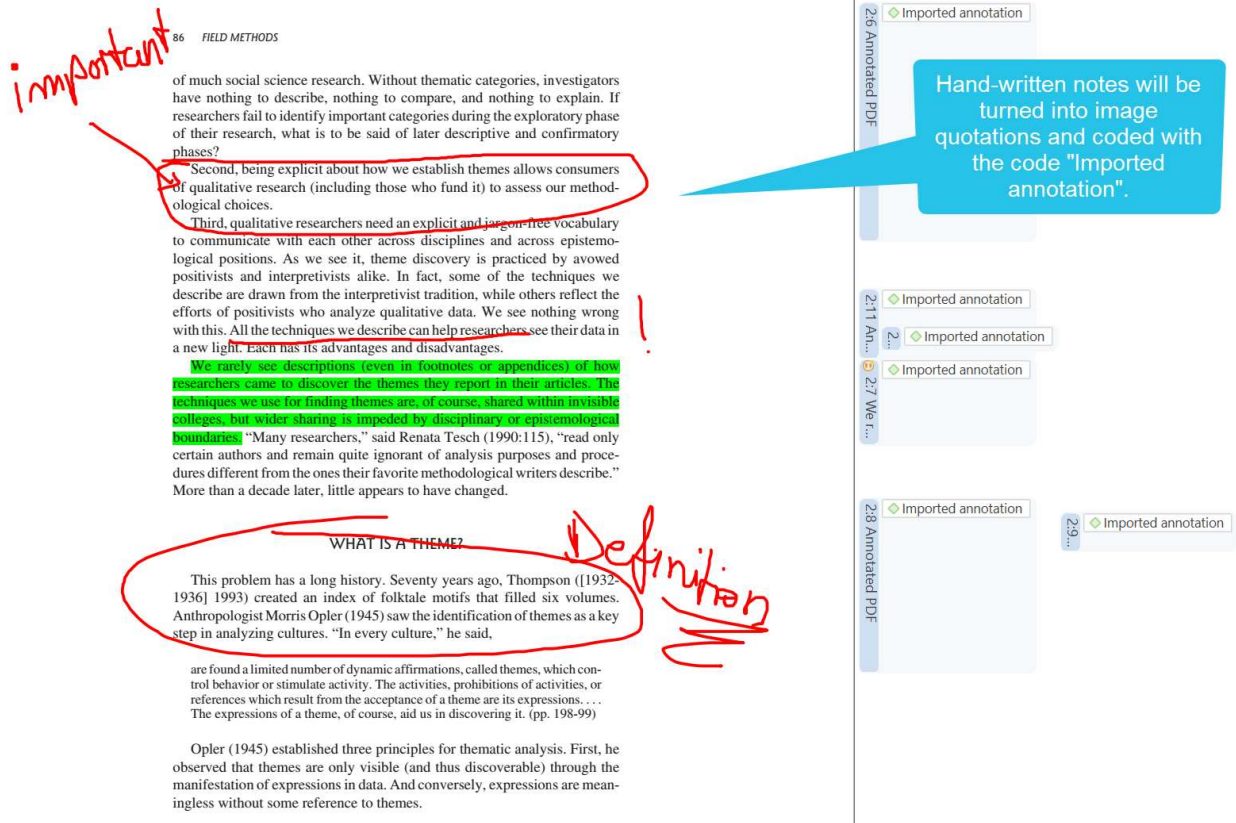 important
86 FIELD METHODS
of much social science research. Without thematic categories, investigators
have nothing to describe, nothing to compare, and nothing to explain. If
researchers fail to identify important categories during the exploratory phase
of their research, what is to be said of later descriptive and confirmatory
phases?
Second, being explicit about how we establish themes allows consumers
of qualitative research (including those who fund it) to assess our method-
ological choices.
Third, qualitative researchers need an explicit and jargon-free vocabulary
to communicate with each other across disciplines and across epistemo-
logical positions. As we see it, theme discovery is practiced by avowed
positivists and interpretivists alike. In fact, some of the techniques we
describe are drawn from the interpretivist tradition, while others reflect the
efforts of positivists who analyze qualitative data. We see nothing wrong
with this. All the techniques we describe can help researchers see their data in
a new light. Each has its advantages and disadvantages.
!
We rarely see descriptions (even in footnotes or appendices) of how
researchers came to discover the themes they report in their articles. The
techniques we use for finding themes are, of course, shared within invisible
colleges, but wider sharing is impeded by disciplinary or epistemological
boundaries. “Many researchers,” said Renata Tesch (1990:115), “read only
certain authors and remain quite ignorant of analysis purposes and proce-
dures different from the ones their favorite methodological writers describe.”
More than a decade later, little appears to have changed.
WHAT IS A THEME?
Definition
This problem has a long history. Seventy years ago, Thompson ([1932-
1936] 1993) created an index of folktale motifs that filled six volumes.
Anthropologist Morris Opler (1945) saw the identification of themes as a key
step in analyzing cultures. “In every culture,” he said,
are found a limited number of dynamic affirmations, called themes, which con-
trol behavior or stimulate activity. The activities, prohibitions of activities, or
references which result from the acceptance of a theme are its expressions. . . .
The expressions of a theme, of course, aid us in discovering it. (pp. 198-99)
Opler (1945) established three principles for thematic analysis. First, he
observed that themes are only visible (and thus discoverable) through the
manifestation of expressions in data. And conversely, expressions are mean-
ingless without some reference to themes.
2:6 Annotated PDF
Imported annotation
Hand-written notes will be
turned into image
quotations and coded with
the code "Imported
annotation".
2:11 An...
Imported annotation
2...
Imported annotation
2:7 We r...
Imported annotation
2:8 Annotated PDF
Imported annotation
2:9...
Imported annotation